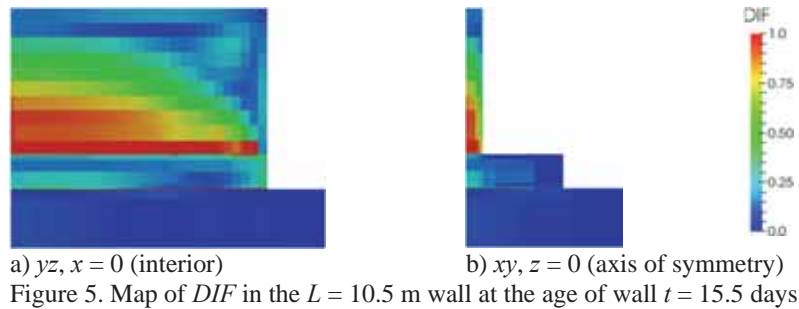 DIF
1.0
0.75
0.50
0.25
0.0
a) yz, x = 0 (interior)
b) xy, z = 0 (axis of symmetry)
Figure 5. Map of DIF in the L = 10.5 m wall at the age of wall t = 15.5 days